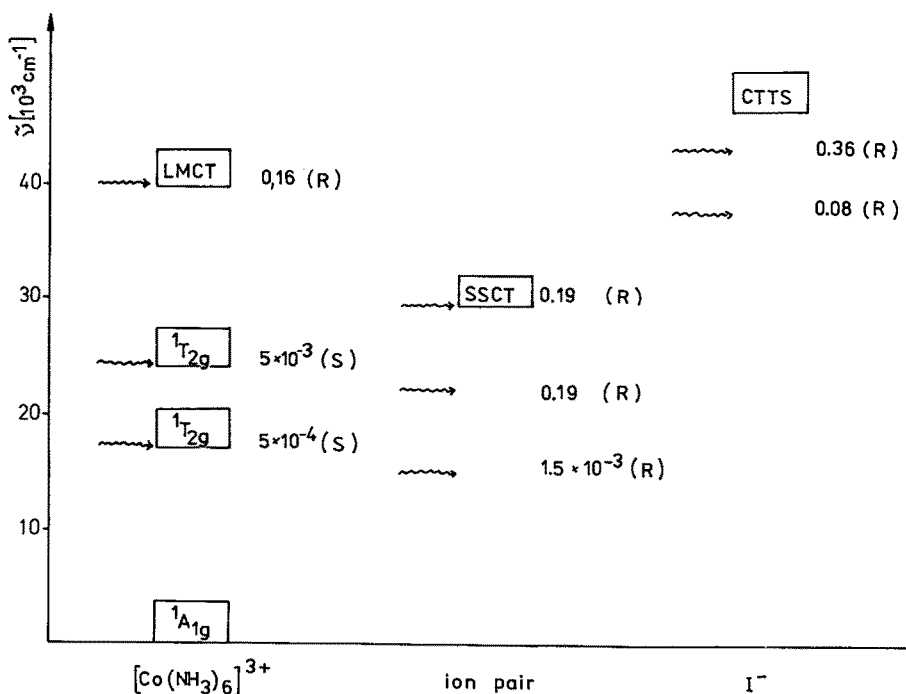 ν̃ [10³cm⁻¹]
CTTS
0.36 (R)
LMCT
0,16 (R)
40
0.08 (R)
30
SSCT
0.19 (R)
¹T₂g
5×10⁻³ (S)
0.19 (R)
20
¹T₂g
5×10⁻⁴ (S)
1.5 × 10⁻³ (R)
10
¹A₁g
[Co(NH₃)₆]³⁺
ion pair
I⁻